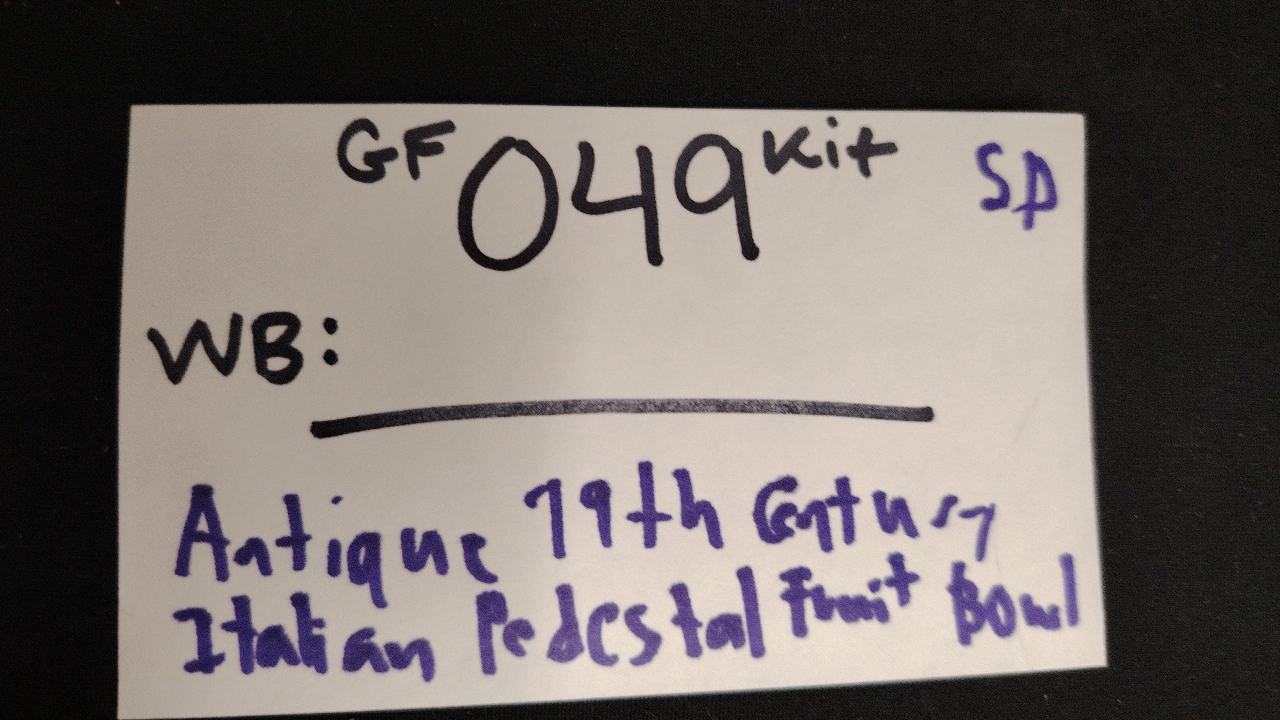 GF 049 Kit SD
WB:
Antique 19th Century
Italian Pedestal Fruit Bowl